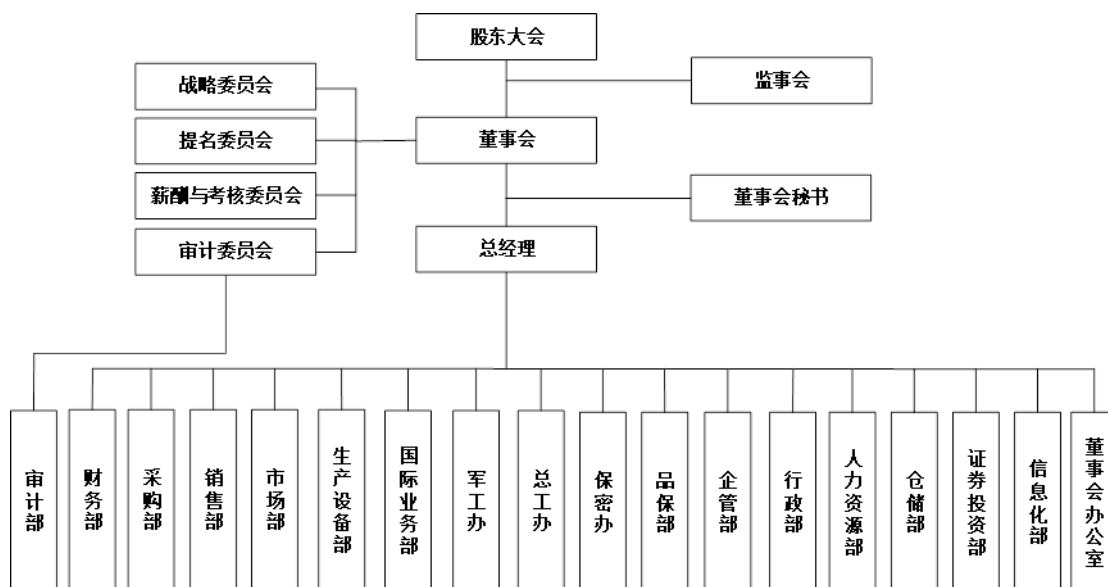 股东大会
战略委员会
监事会
提名委员会
董事会
薪酬与考核委员会
董事会秘书
审计委员会
总经理
审计部
财务部
采购部
销售部
市场部
生产设备部
国际业务部
军工办
总工办
保密办
品保部
企管部
行政部
人力资源部
仓储部
证券投资部
信息化部
董事会办公室